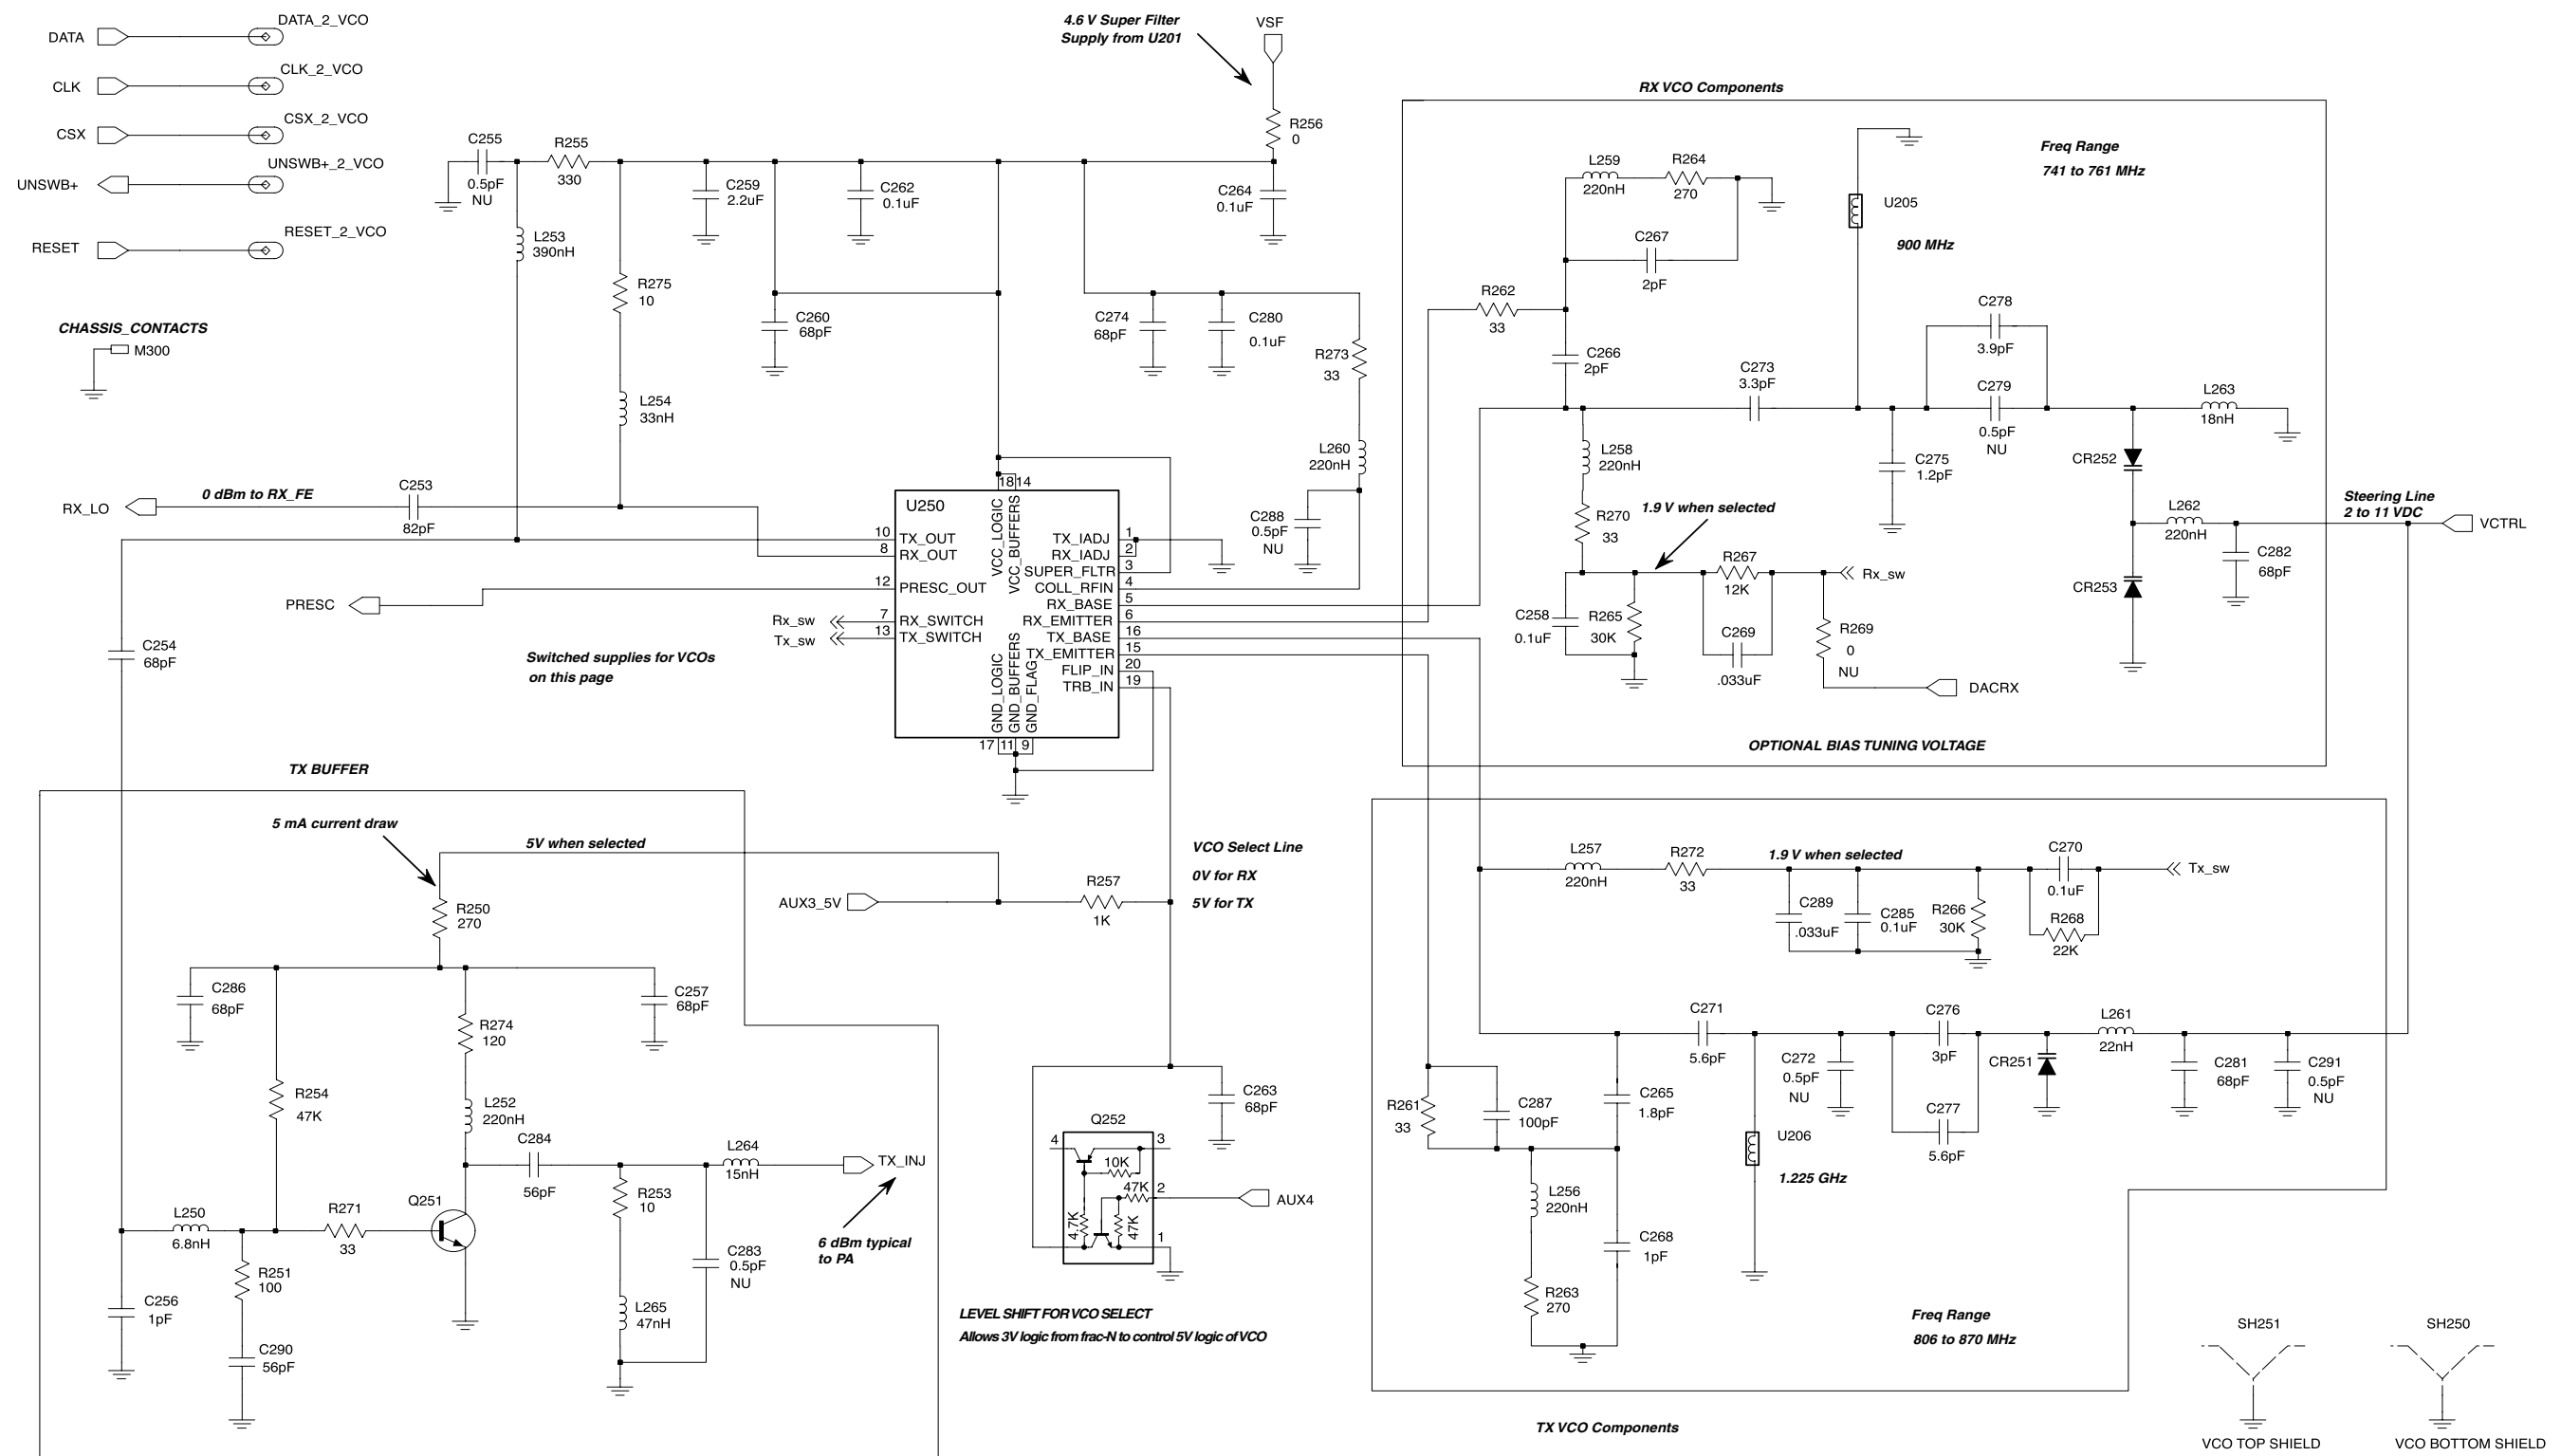 DATA
DATA_2_VCO
CLK
CLK_2_VCO
CSX
CSX_2_VCO
UNSWB+
UNSWB+_2_VCO
RESET
RESET_2_VCO
CHASSIS_CONTACTS
M300
4.6 V Super Filter
Supply from U201
VSF
R256
0
C255
0.5pF
NU
R255
330
L253
390nH
R275
10
L254
33nH
C259
2.2uF
C262
0.1uF
C264
0.1uF
C260
68pF
C274
68pF
C280
0.1uF
R273
33
L260
220nH
C288
0.5pF
NU
RX_LO
0 dBm to RX_FE
C253
82pF
PRESC
Rx_sw
Tx_sw
Switched supplies for VCOs
on this page
C254
68pF
U250
18
14
VCC_LOGIC
VCC_BUFFERS
10
TX_OUT
8
RX_OUT
12
PRESC_OUT
7
RX_SWITCH
13
TX_SWITCH
TX_IADJ
1
RX_IADJ
2
SUPER_FLTR
3
COLL_RFIN
4
RX_BASE
5
RX_EMITTER
6
TX_BASE
16
TX_EMITTER
15
FLIP_IN
20
TRB_IN
19
GND_LOGIC
GND_BUFFERS
GND_FLAG
17
11
9
RX VCO Components
Freq Range
741 to 761 MHz
L259
220nH
R264
270
C267
2pF
U205
900 MHz
R262
33
C266
2pF
C273
3.3pF
C278
3.9pF
C279
0.5pF
NU
L263
18nH
L258
220nH
C275
1.2pF
CR252
CR253
L262
220nH
Steering Line
2 to 11 VDC
VCTRL
C282
68pF
R270
33
1.9 V when selected
R267
12K
Rx_sw
C258
0.1uF
R265
30K
C269
.033uF
R269
0
NU
DACRX
OPTIONAL BIAS TUNING VOLTAGE
TX BUFFER
5 mA current draw
5V when selected
R250
270
AUX3_5V
R257
1K
VCO Select Line
0V for RX
5V for TX
C286
68pF
C257
68pF
R274
120
R254
47K
L252
220nH
C284
56pF
L264
15nH
TX_INJ
6 dBm typical
to PA
L250
6.8nH
R271
33
Q251
R253
10
C283
0.5pF
NU
L265
47nH
R251
100
C256
1pF
C290
56pF
C263
68pF
Q252
4
3
10K
47K
2
4.7K
47K
1
AUX4
LEVEL SHIFT FOR VCO SELECT
Allows 3V logic from frac-N to control 5V logic of VCO
L257
220nH
R272
33
1.9 V when selected
C270
0.1uF
Tx_sw
C289
.033uF
C285
0.1uF
R266
30K
R268
22K
C271
5.6pF
C276
3pF
L261
22nH
C272
0.5pF
NU
CR251
C281
68pF
C291
0.5pF
NU
R261
33
C287
100pF
C265
1.8pF
C277
5.6pF
U206
1.225 GHz
L256
220nH
C268
1pF
R263
270
Freq Range
806 to 870 MHz
TX VCO Components
SH251
VCO TOP SHIELD
SH250
VCO BOTTOM SHIELD